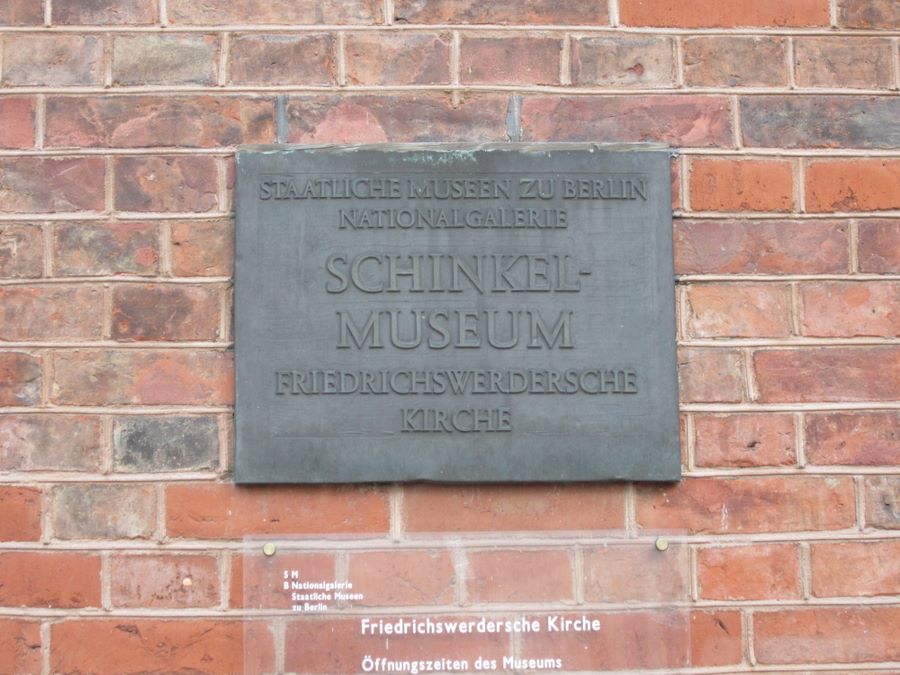 STAATLICHE MUSEEN ZU BERLIN
NATIONALGALERIE
SCHINKEL-
MUSEUM
FRIEDRICHSWERDERSCHE
KIRCHE
S M
B Nationalgalerie
Staatliche Museen
zu Berlin
Friedrichswerdersche Kirche
Öffnungszeiten des Museums